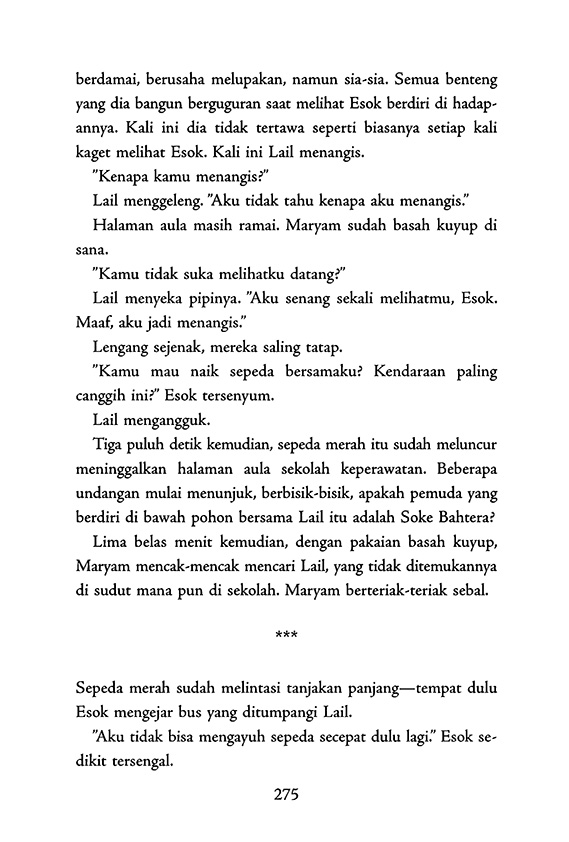 berdamai, berusaha melupakan, namun sia-sia. Semua benteng
yang dia bangun berguguran saat melihat Esok berdiri di hadap-
annya. Kali ini dia tidak tertawa seperti biasanya setiap kali
kaget melihat Esok. Kali ini Lail menangis.
”Kenapa kamu menangis?”
Lail menggeleng. ”Aku tidak tahu kenapa aku menangis.”
Halaman aula masih ramai. Maryam sudah basah kuyup di
sana.
”Kamu tidak suka melihatku datang?”
Lail menyeka pipinya. ”Aku senang sekali melihatmu, Esok.
Maaf, aku jadi menangis.”
Lengang sejenak, mereka saling tatap.
”Kamu mau naik sepeda bersamaku? Kendaraan paling
canggih ini?” Esok tersenyum.
Lail mengangguk.
Tiga puluh detik kemudian, sepeda merah itu sudah meluncur
meninggalkan halaman aula sekolah keperawatan. Beberapa
undangan mulai menunjuk, berbisik-bisik, apakah pemuda yang
berdiri di bawah pohon bersama Lail itu adalah Soke Bahtera?
Lima belas menit kemudian, dengan pakaian basah kuyup,
Maryam mencak-mencak mencari Lail, yang tidak ditemukannya
di sudut mana pun di sekolah. Maryam berteriak-teriak sebal.
***
Sepeda merah sudah melintasi tanjakan panjang—tempat dulu
Esok mengejar bus yang ditumpangi Lail.
”Aku tidak bisa mengayuh sepeda secepat dulu lagi.” Esok se-
dikit tersengal.
275